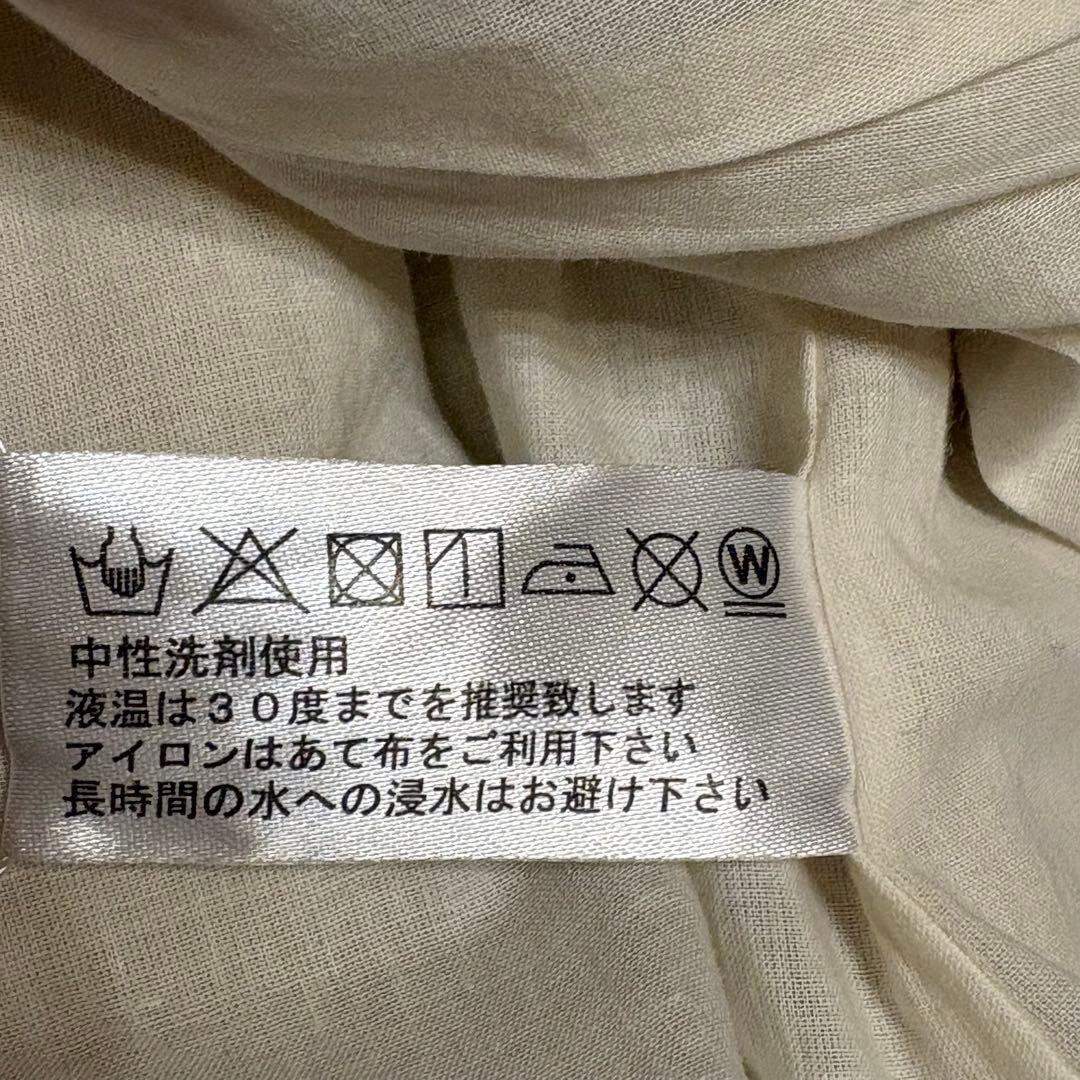 W
中性洗剤使用
液温は３０度までを推奨致します
アイロンはあて布をご利用下さい
長時間の水への浸水はお避け下さい